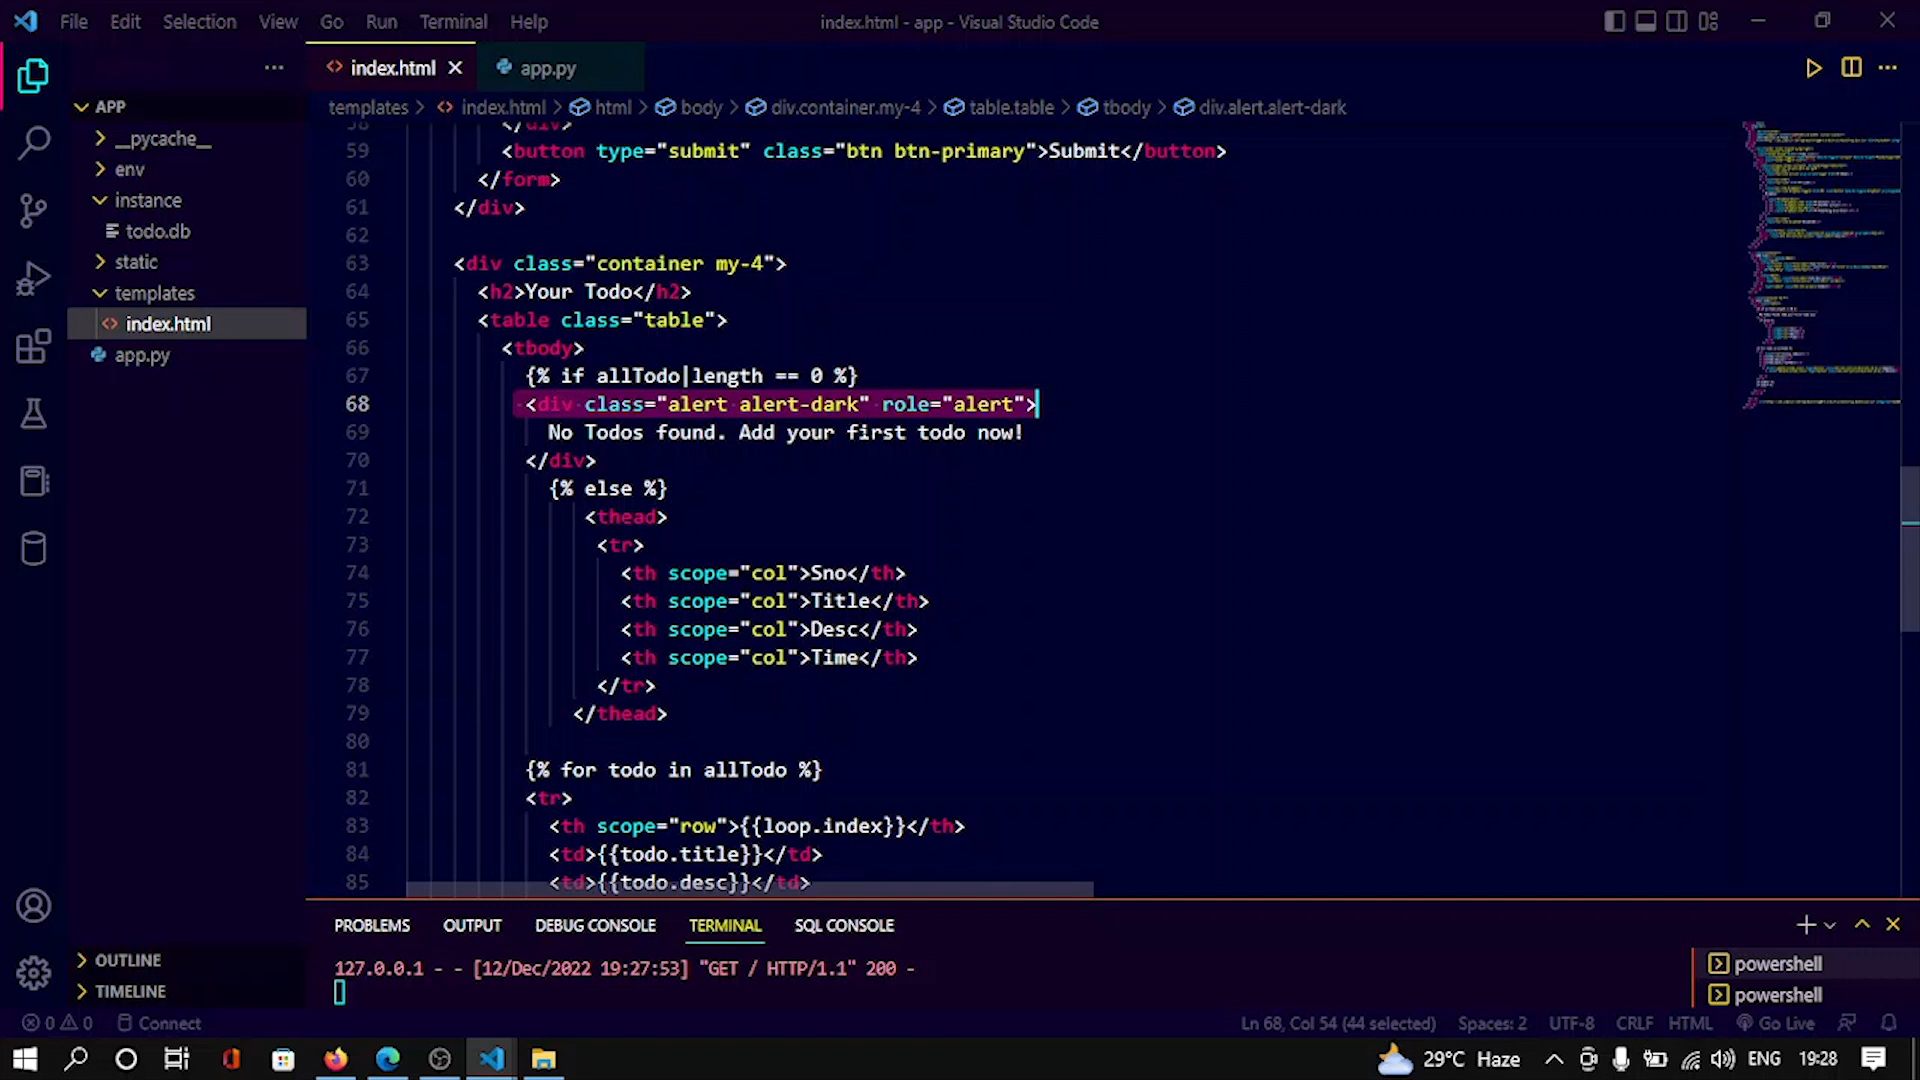 File Edit Selection View Go Run Terminal Help
index.html - app - Visual Studio Code
index.html
app.py
templates > index.html > html > body > div.container.my-4 > table.table > tbody > div.alert.alert-dark
APP
__pycache__
env
instance
todo.db
static
templates
index.html
app.py
OUTLINE
TIMELINE
58 </div>
59 <button type="submit" class="btn btn-primary">Submit</button>
60 </form>
61 </div>
62
63 <div class="container my-4">
64 <h2>Your Todo</h2>
65 <table class="table">
66 <tbody>
67 {% if allTodo|length == 0 %}
68 <div class="alert alert-dark" role="alert">
69 No Todos found. Add your first todo now!
70 </div>
71 {% else %}
72 <thead>
73 <tr>
74 <th scope="col">Sno</th>
75 <th scope="col">Title</th>
76 <th scope="col">Desc</th>
77 <th scope="col">Time</th>
78 </tr>
79 </thead>
80
81 {% for todo in allTodo %}
82 <tr>
83 <th scope="row">{{loop.index}}</th>
84 <td>{{todo.title}}</td>
85 <td>{{todo.desc}}</td>
PROBLEMS OUTPUT DEBUG CONSOLE TERMINAL SQL CONSOLE
127.0.0.1 - - [12/Dec/2022 19:27:53] "GET / HTTP/1.1" 200 -
powershell
powershell
0 0 Connect
Ln 68, Col 54 (44 selected) Spaces: 2 UTF-8 CRLF HTML Go Live
29°C Haze ENG 19:28